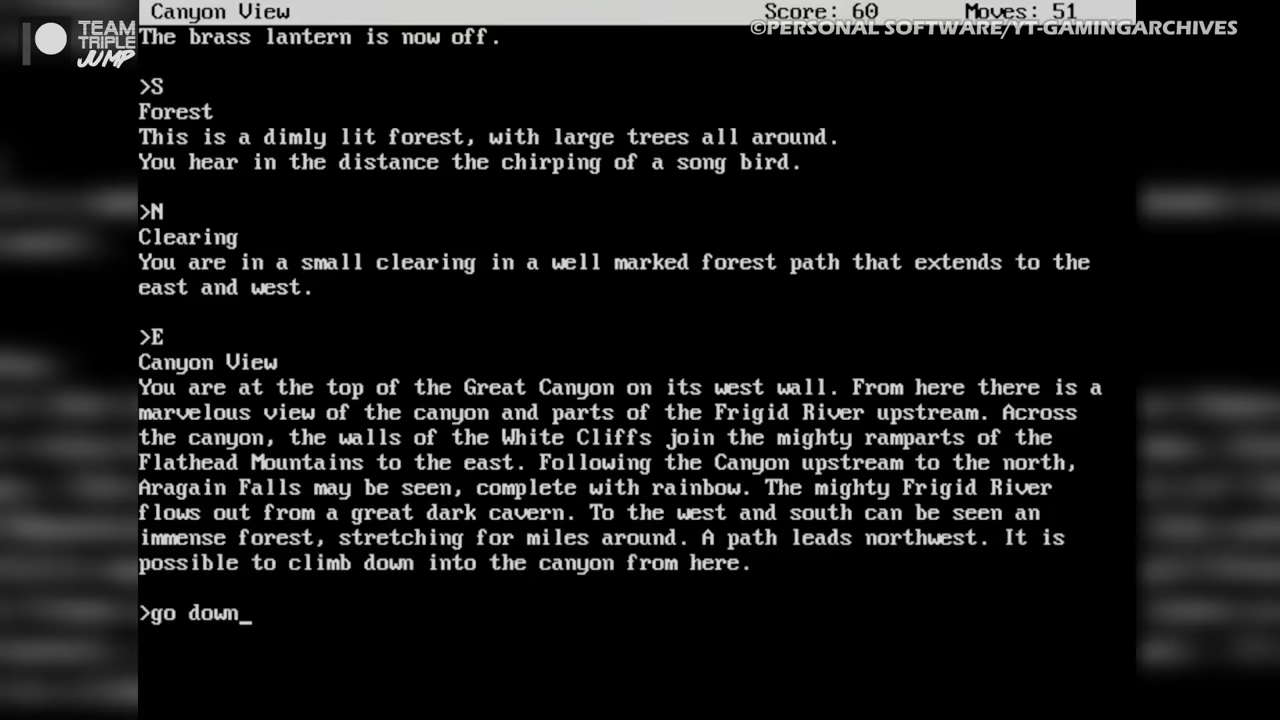 Canyon View Score: 60 Moves: 51
TEAM
TRIPLE
JUMP
©PERSONAL SOFTWARE/YT-GAMINGARCHIVES
The brass lantern is now off.
>S
Forest
This is a dimly lit forest, with large trees all around.
You hear in the distance the chirping of a song bird.
>N
Clearing
You are in a small clearing in a well marked forest path that extends to the
east and west.
>E
Canyon View
You are at the top of the Great Canyon on its west wall. From here there is a
marvelous view of the canyon and parts of the Frigid River upstream. Across
the canyon, the walls of the White Cliffs join the mighty ramparts of the
Flathead Mountains to the east. Following the Canyon upstream to the north,
Aragain Falls may be seen, complete with rainbow. The mighty Frigid River
flows out from a great dark cavern. To the west and south can be seen an
immense forest, stretching for miles around. A path leads northwest. It is
possible to climb down into the canyon from here.
>go down_